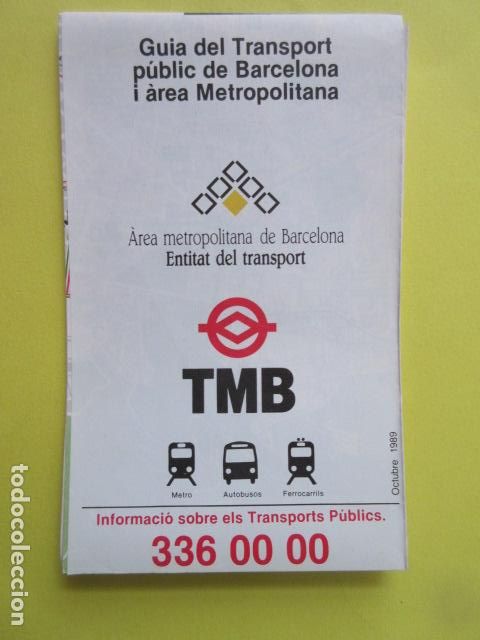 Guia del Transport
públic de Barcelona
i àrea Metropolitana
Àrea metropolitana de Barcelona
Entitat del transport
TMB
Metro
Autobusos
Ferrocarrils
Octubre 1989
Informació sobre els Transports Públics.
336 00 00
todocoleccion